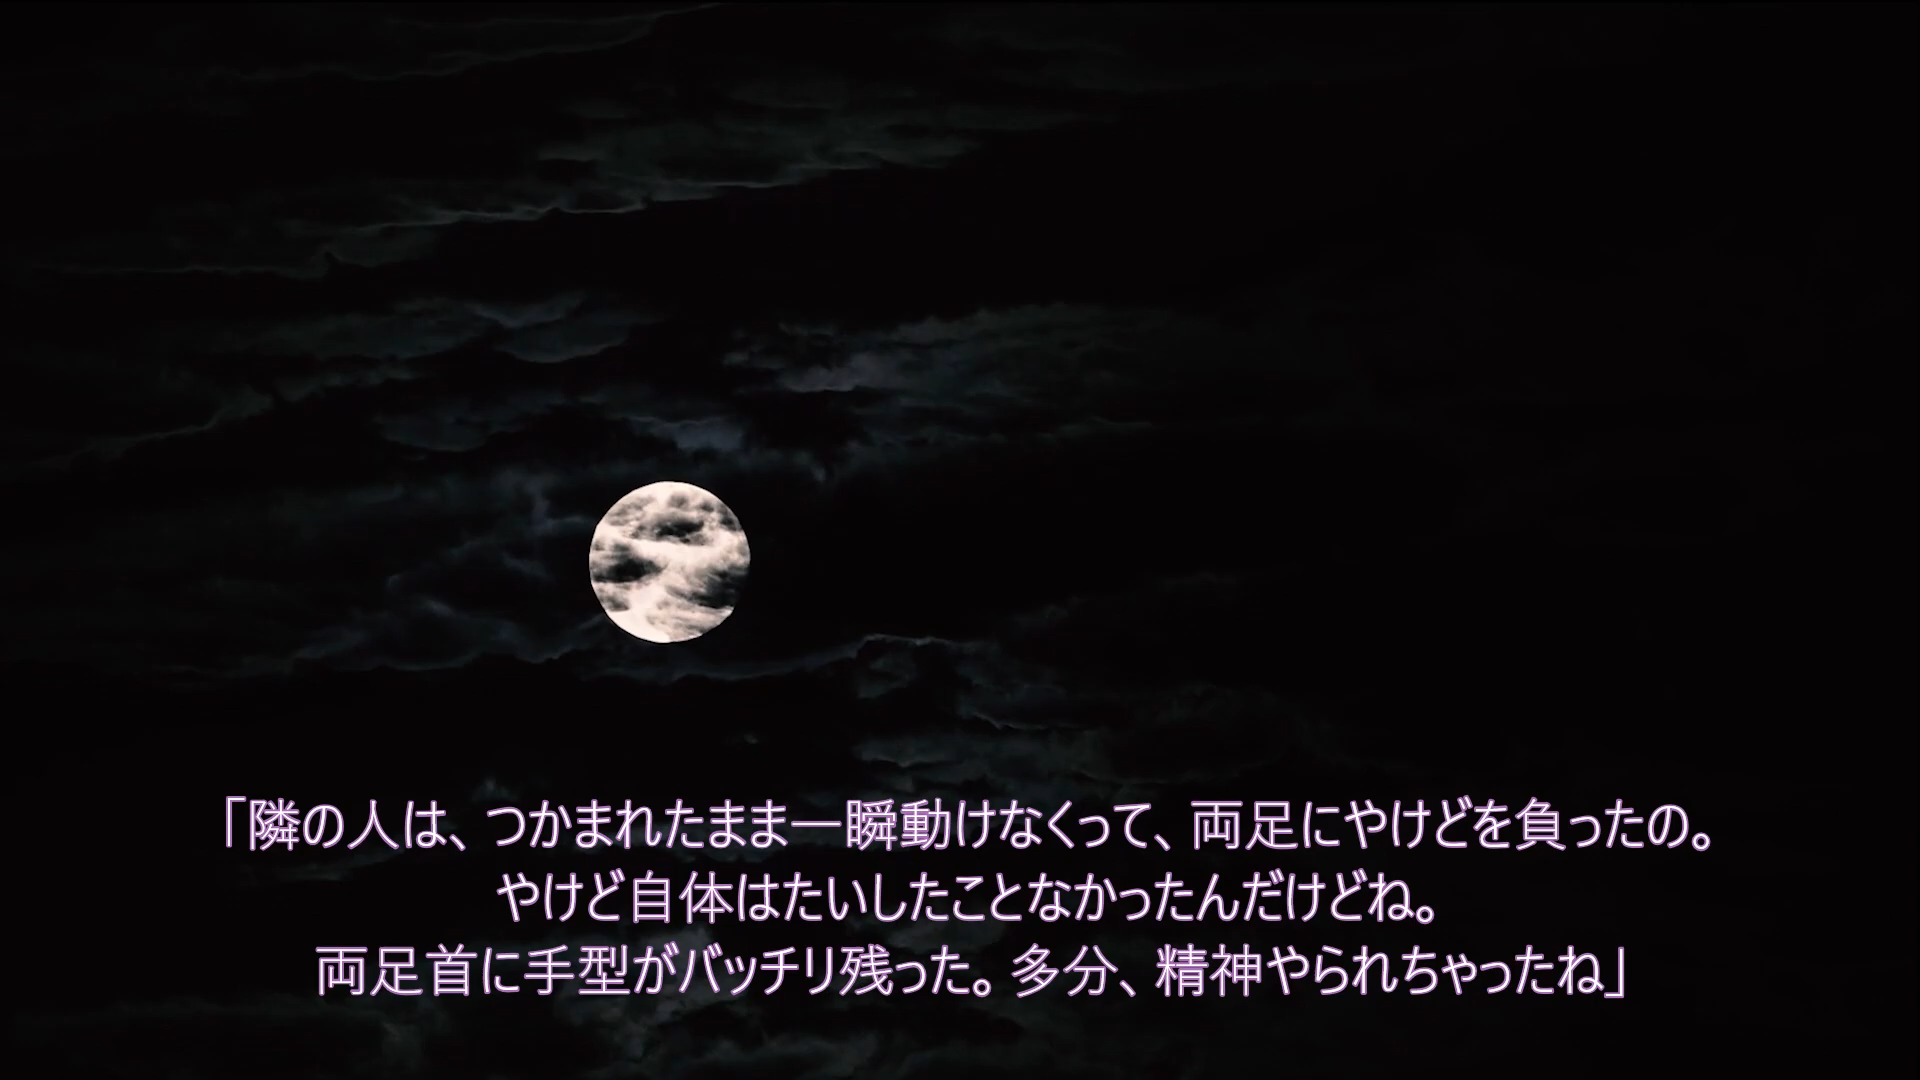 「隣の人は、つかまれたまま一瞬動けなくって、両足にやけどを負ったの。
やけど自体はたいしたことなかったんだけどね。
両足首に手型がバッチリ残った。多分、精神やられちゃったね」